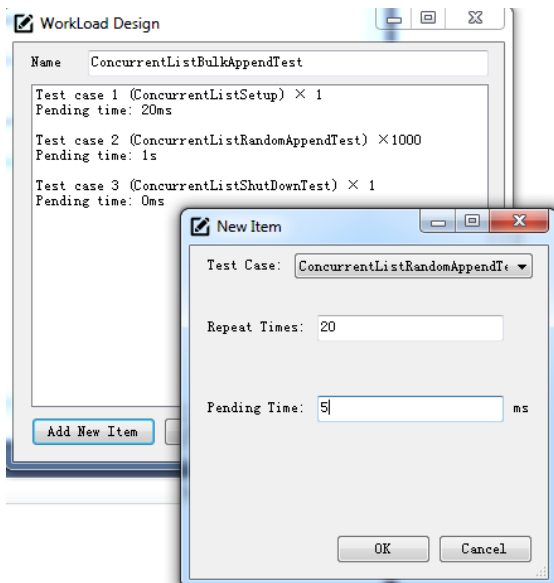 WorkLoad Design
Name ConcurrentListBulkAppendTest
Test case 1 (ConcurrentListSetup) × 1
Pending time: 20ms
Test case 2 (ConcurrentListRandomAppendTest) ×1000
Pending time: 1s
Test case 3 (ConcurrentListShutDownTest) × 1
Pending time: 0ms
Add New Item
New Item
Test Case: ConcurrentListRandomAppendTe
Repeat Times: 20
Pending Time: 5 ms
OK Cancel